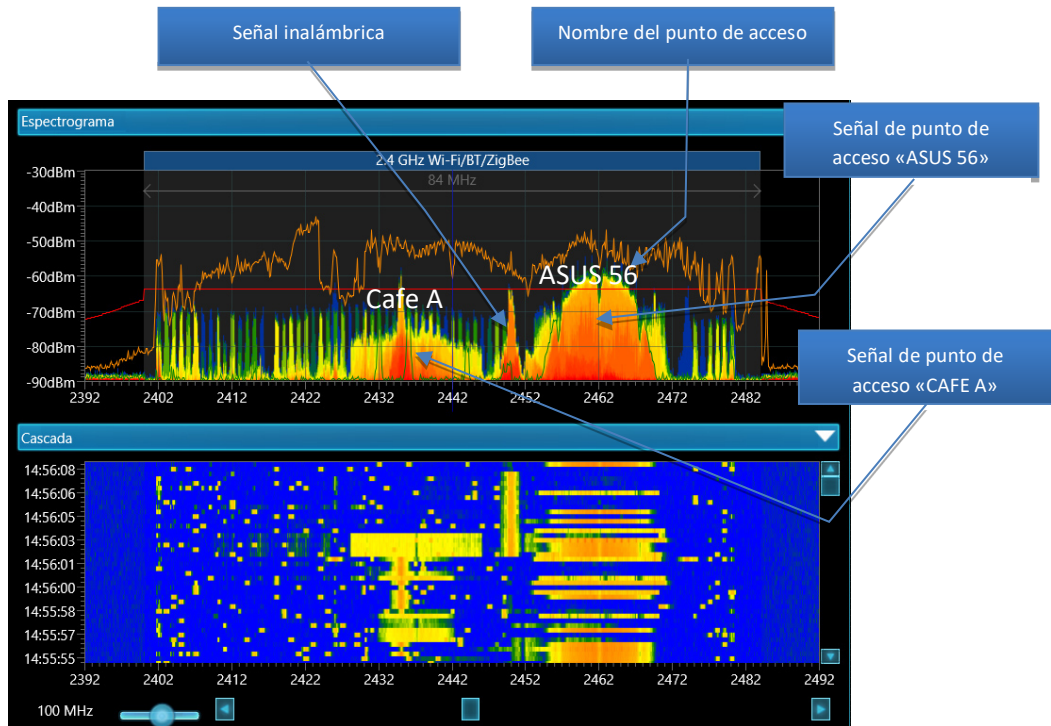 Señal inalámbrica
Nombre del punto de acceso
Espectrograma
Señal de punto de
acceso «ASUS 56»
2.4 GHz Wi-Fi/BT/ZigBee
84 MHz
-30dBm
-40dBm
-50dBm
-60dBm
-70dBm
-80dBm
-90dBm
ASUS 56
Cafe A
2392 2402 2412 2422 2432 2442 2452 2462 2472 2482
Señal de punto de
acceso «CAFE A»
Cascada
14:56:08
14:56:06
14:56:05
14:56:03
14:56:01
14:56:00
14:55:58
14:55:57
14:55:55
2392 2402 2412 2422 2432 2442 2452 2462 2472 2482 2492
100 MHz